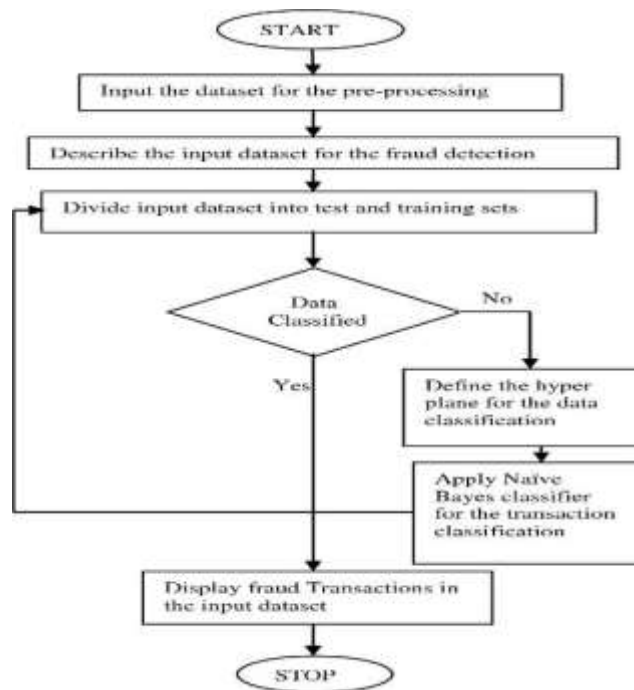 START
Input the dataset for the pre-processing
Describe the input dataset for the fraud detection
Divide input dataset into test and training sets
Data
Classified
No
Yes
Define the hyper
plane for the data
classification
Apply Naïve
Bayes classifier
for the transaction
classification
Display fraud Transactions in
the input dataset
STOP